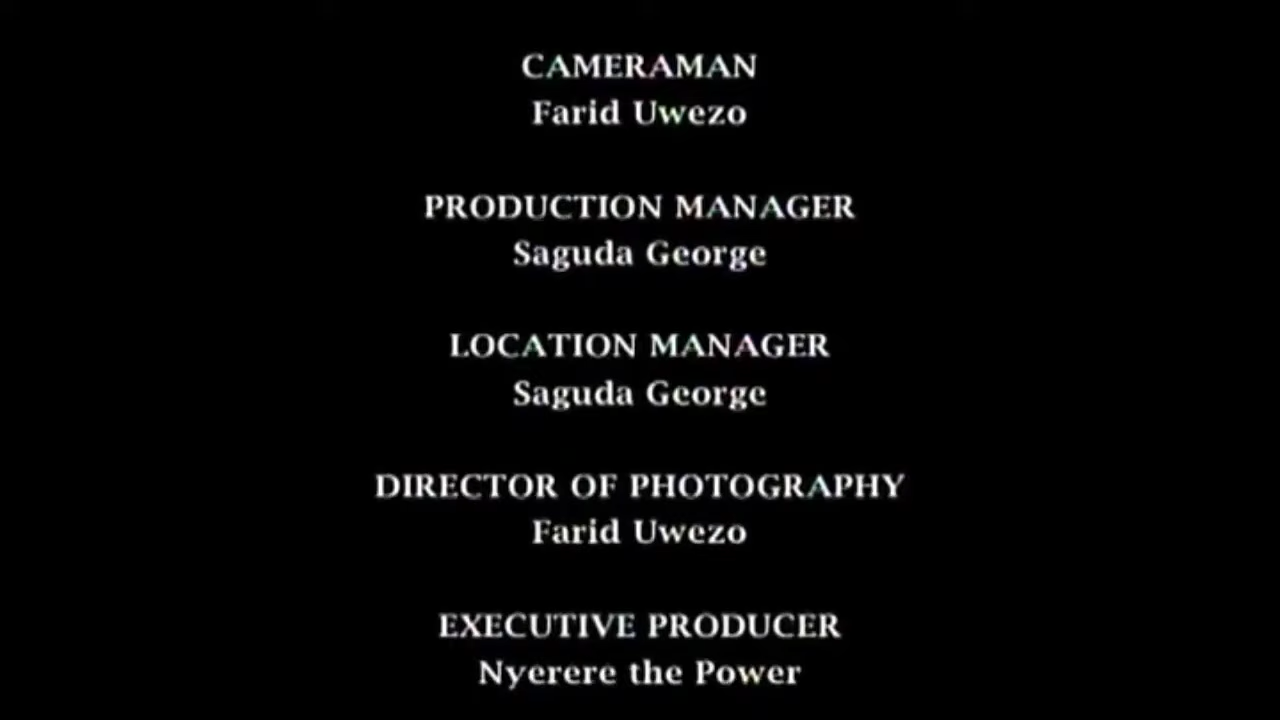 CAMERAMAN
Farid Uwezo
PRODUCTION MANAGER
Saguda George
LOCATION MANAGER
Saguda George
DIRECTOR OF PHOTOGRAPHY
Farid Uwezo
EXECUTIVE PRODUCER
Nyerere the Power